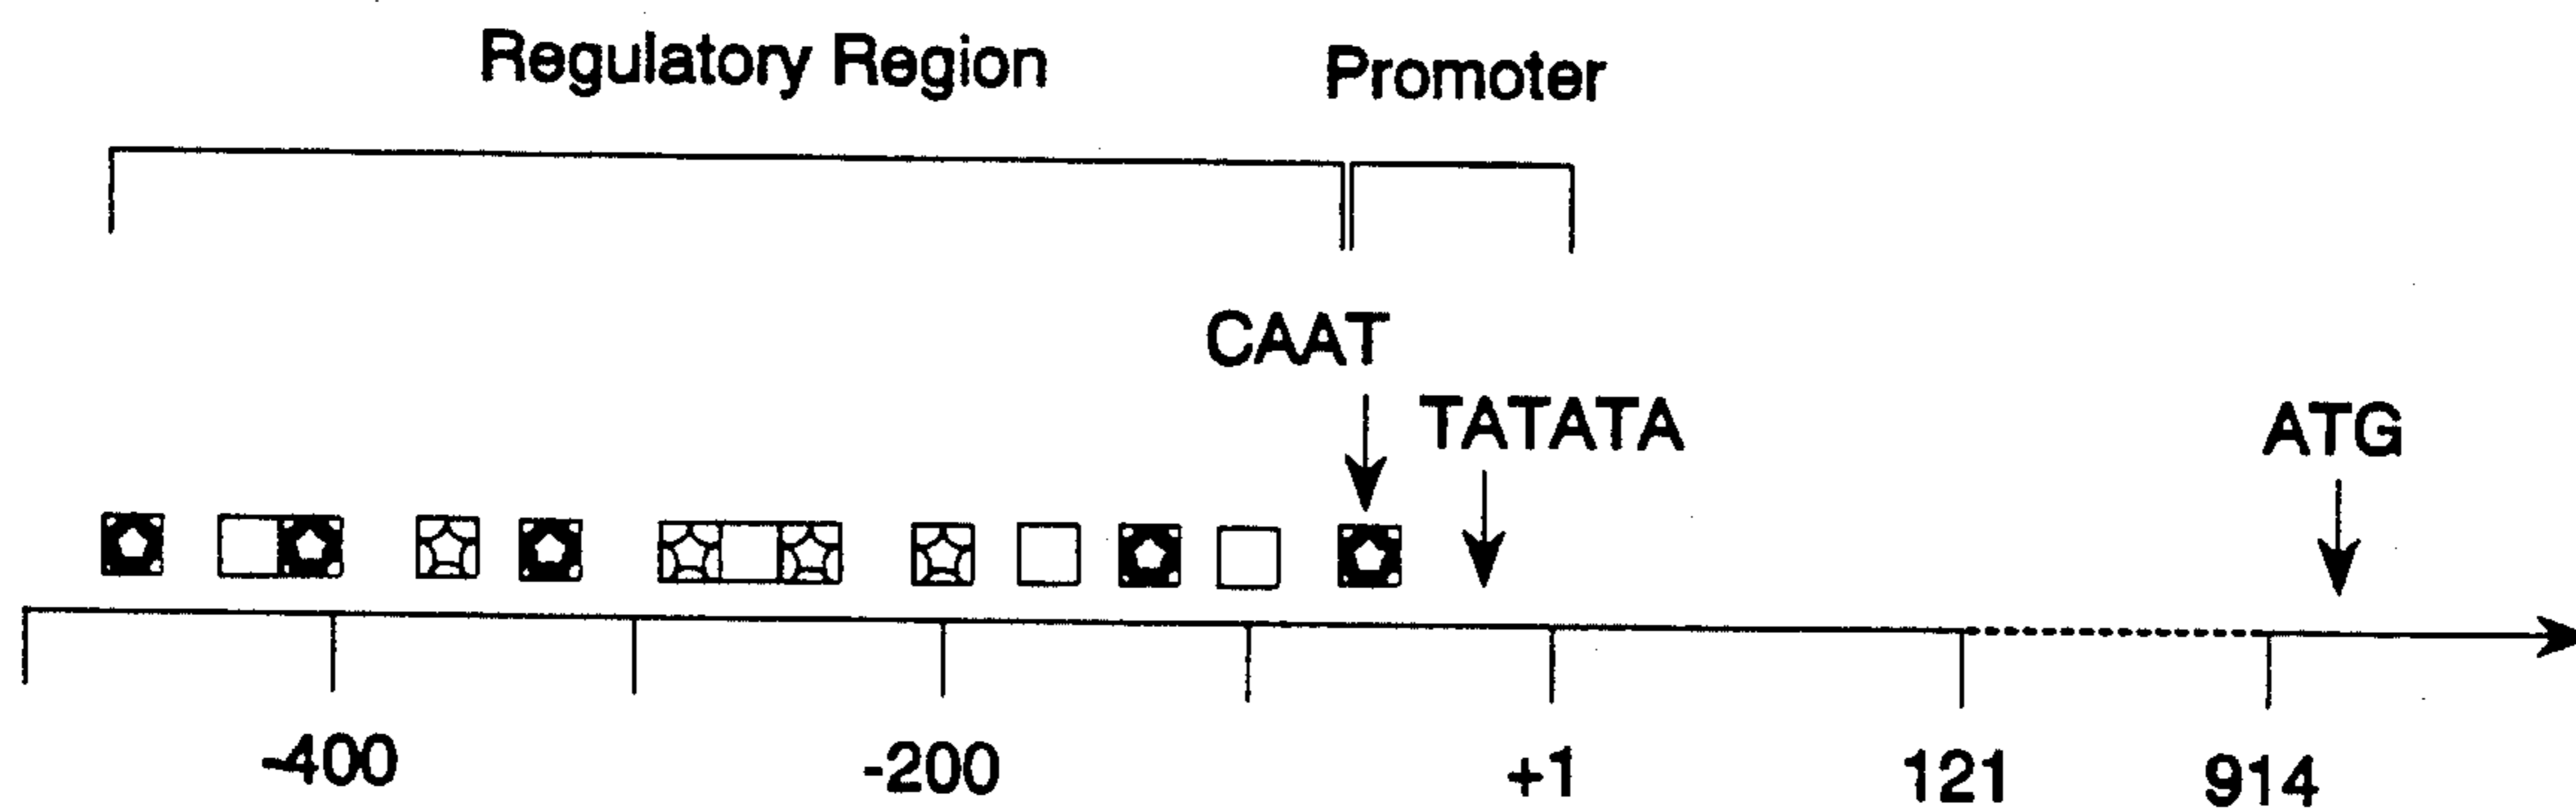 Regulatory Region
Promoter
CAAT
TATATA
ATG
-400
-200
+1
121
914